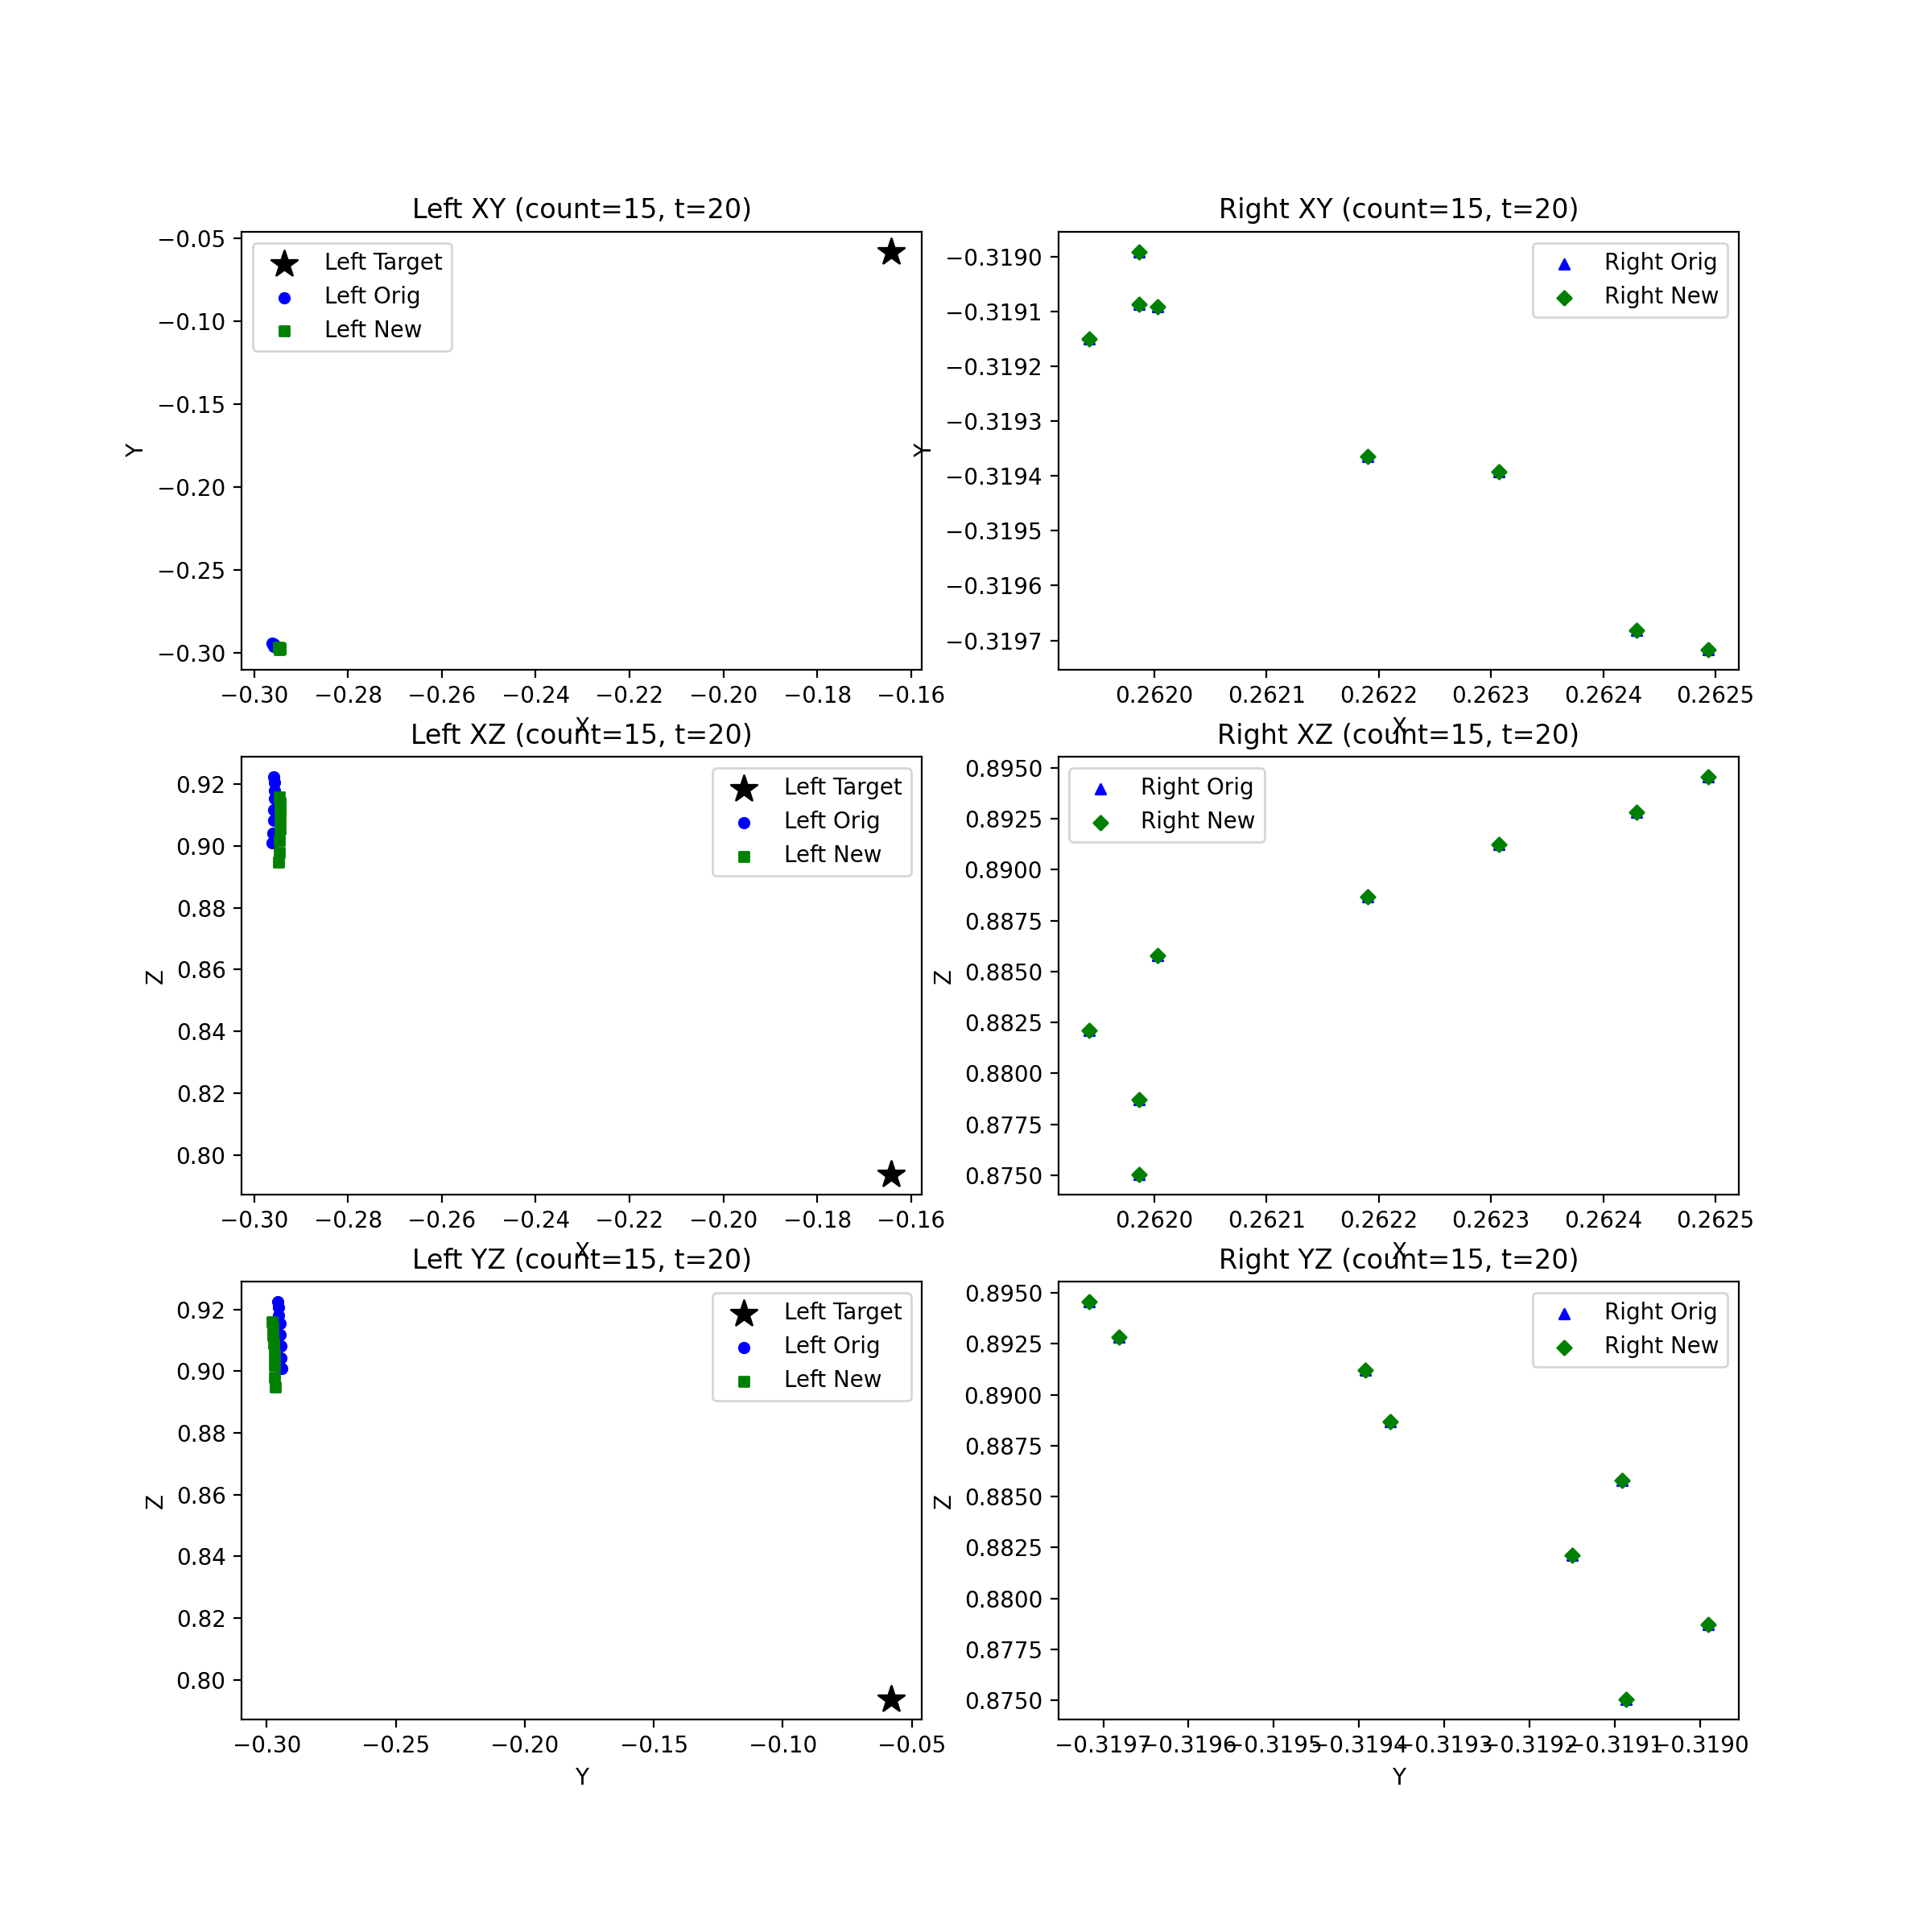 Left XY (count=15, t=20)
Right XY (count=15, t=20)
−0.05
−0.10
−0.15
−0.20
−0.25
−0.30
Y
Left Target
Left Orig
Left New
−0.30
−0.28
−0.26
−0.24
−0.22
−0.20
−0.18
−0.16
X
−0.3190
−0.3191
−0.3192
−0.3193
−0.3194
−0.3195
−0.3196
−0.3197
Y
Right Orig
Right New
0.2620
0.2621
0.2622
0.2623
0.2624
0.2625
X
Left XZ (count=15, t=20)
Right XZ (count=15, t=20)
0.92
0.90
0.88
0.86
0.84
0.82
0.80
Z
Left Target
Left Orig
Left New
−0.30
−0.28
−0.26
−0.24
−0.22
−0.20
−0.18
−0.16
X
0.8950
0.8925
0.8900
0.8875
0.8850
0.8825
0.8800
0.8775
0.8750
Z
Right Orig
Right New
0.2620
0.2621
0.2622
0.2623
0.2624
0.2625
X
Left YZ (count=15, t=20)
Right YZ (count=15, t=20)
0.92
0.90
0.88
0.86
0.84
0.82
0.80
Z
Left Target
Left Orig
Left New
−0.30
−0.25
−0.20
−0.15
−0.10
−0.05
Y
0.8950
0.8925
0.8900
0.8875
0.8850
0.8825
0.8800
0.8775
0.8750
Z
Right Orig
Right New
−0.3197
−0.3196
−0.3195
−0.3194
−0.3193
−0.3192
−0.3191
−0.3190
Y